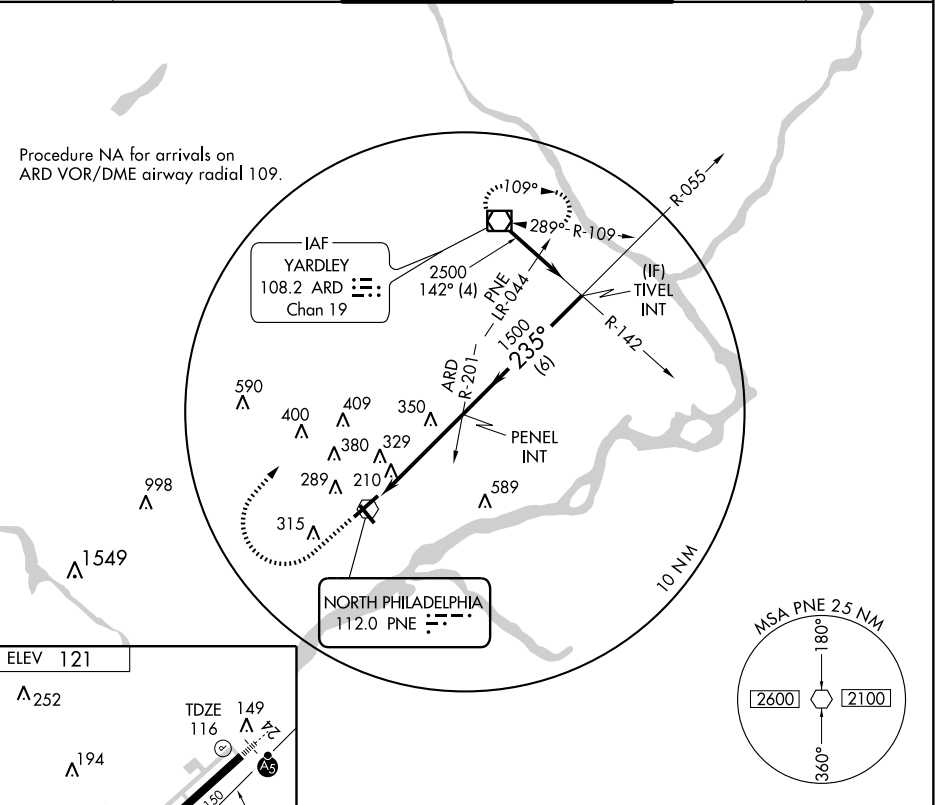 Procedure NA for arrivals on
ARD VOR/DME airway radial 109.
109°
289°
R-109
R-055
IAF
YARDLEY
108.2 ARD
Chan 19
2500
142° (4)
PNE
LR-044
(IF)
TIVEL
INT
R-142
1500
235°
(6)
ARD
R-201
PENEL
INT
590
400
409
350
380
329
289
210
315
589
998
1549
10 NM
NORTH PHILADELPHIA
112.0 PNE
MSA PNE 25 NM
180°
2600
2100
360°
ELEV 121
252
TDZE
116
149
24
P
A5
194
150